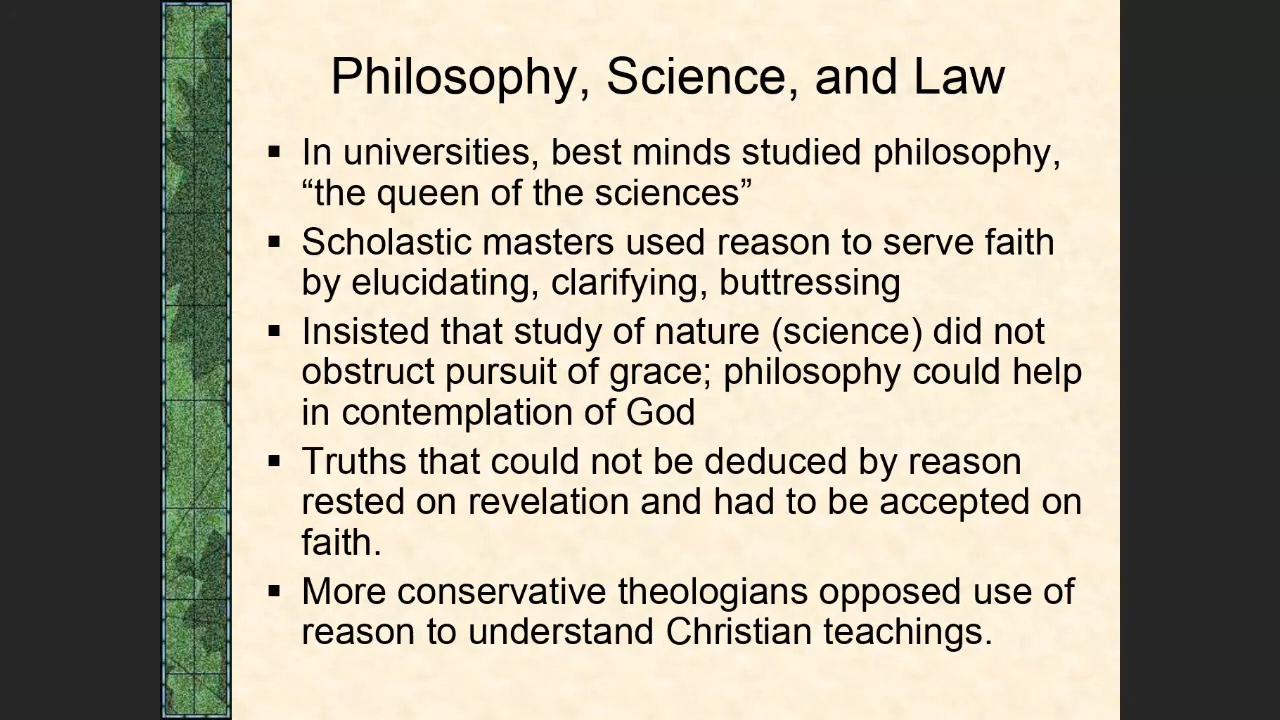 Philosophy, Science, and Law
▪ In universities, best minds studied philosophy,
“the queen of the sciences”
▪ Scholastic masters used reason to serve faith
by elucidating, clarifying, buttressing
▪ Insisted that study of nature (science) did not
obstruct pursuit of grace; philosophy could help
in contemplation of God
▪ Truths that could not be deduced by reason
rested on revelation and had to be accepted on
faith.
▪ More conservative theologians opposed use of
reason to understand Christian teachings.